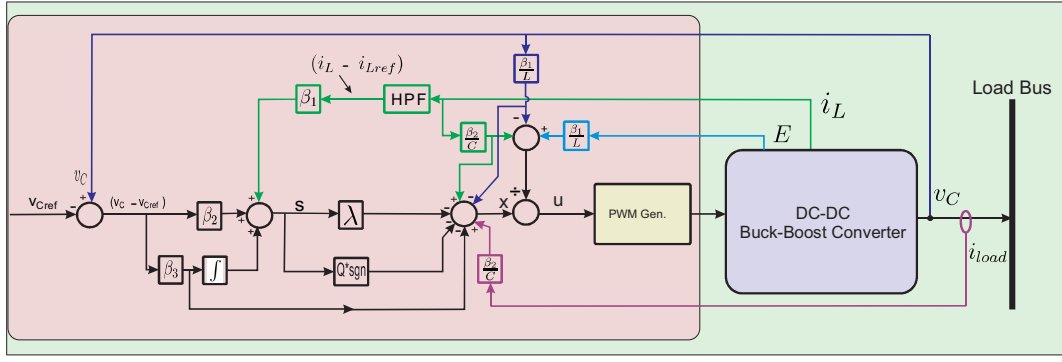 β₁
L
(i_L - i_Lref)
Load Bus
β₁
HPF
i_L
β₂
C
-
+
β₁
L
E
v_C
+
v_Cref
-
(v_C - v_Cref)
β₂
+
+
+
s
λ
-
+
-
-
-
+
x
÷
u
PWM Gen.
DC-DC
Buck-Boost Converter
v_C
i_load
β₃
∫
Q*sgn
β₂
C